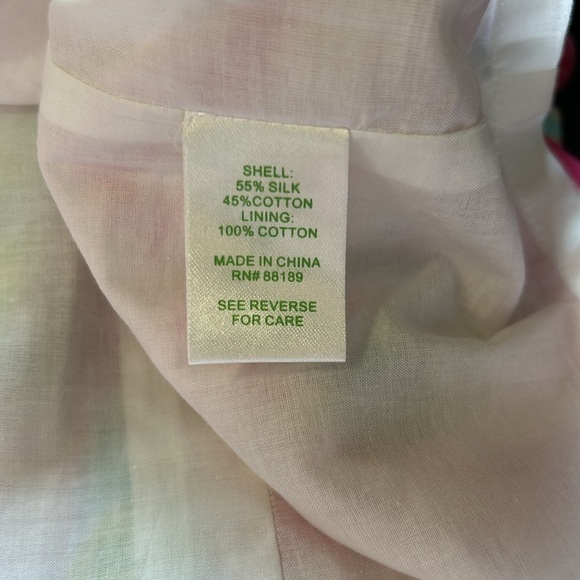 SHELL:
55% SILK
45%COTTON
LINING:
100% COTTON
MADE IN CHINA
RN# 88189
SEE REVERSE
FOR CARE